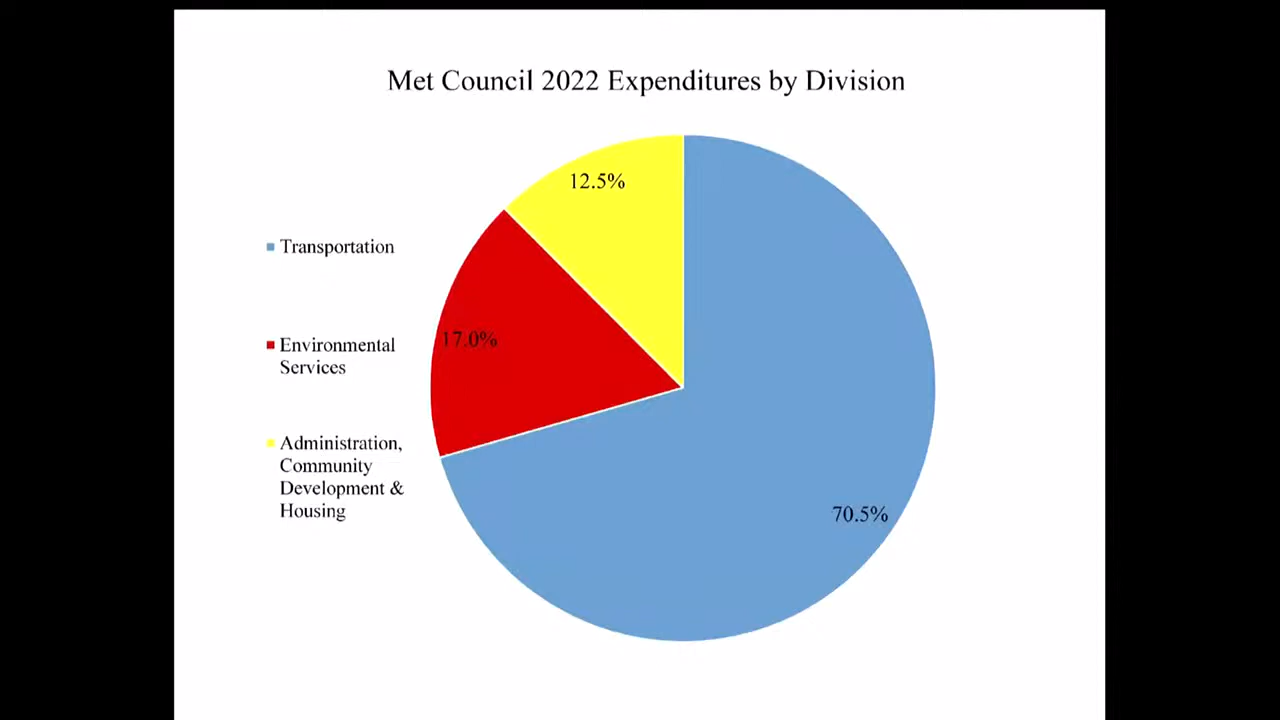 Met Council 2022 Expenditures by Division
12.5%
Transportation
17.0%
Environmental
Services
Administration,
Community
Development &
Housing
70.5%